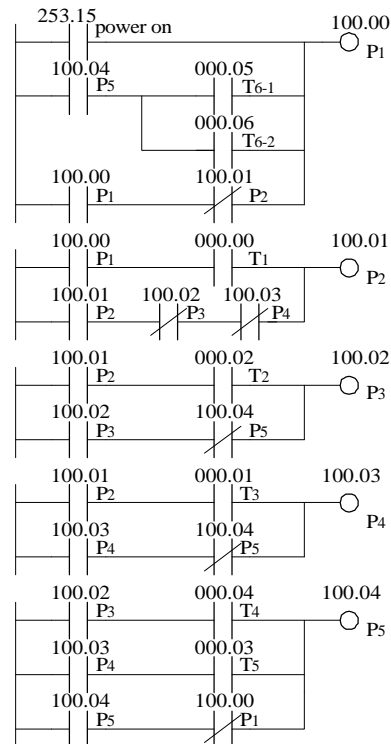 253.15 power on 100.00
P1
100.04 P5 000.05 T6-1
000.06 T6-2
100.00 P1 100.01 P2
100.00 P1 000.00 T1 100.01
P2
100.01 P2 100.02 P3 100.03 P4
100.01 P2 000.02 T2 100.02
P3
100.02 P3 100.04 P5
100.01 P2 000.01 T3 100.03
P4
100.03 P4 100.04 P5
100.02 P3 000.04 T4 100.04
P5
100.03 P4 000.03 T5
100.04 P5 100.00 P1